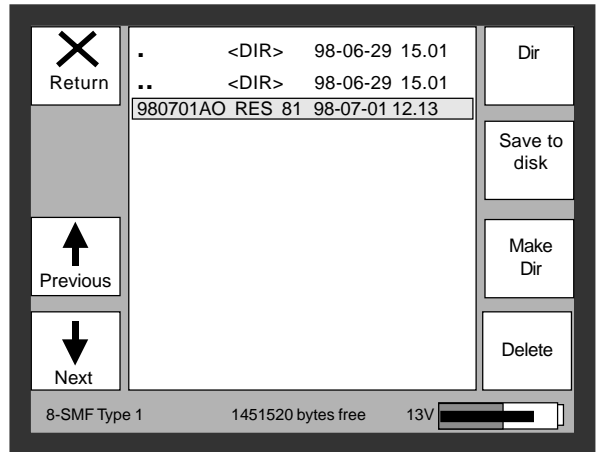 Return
.    <DIR>    98-06-29 15.01
..    <DIR>    98-06-29 15.01
980701AO RES 81 98-07-01 12.13
Previous
Next
Dir
Save to
disk
Make
Dir
Delete
8-SMF Type 1    1451520 bytes free    13V